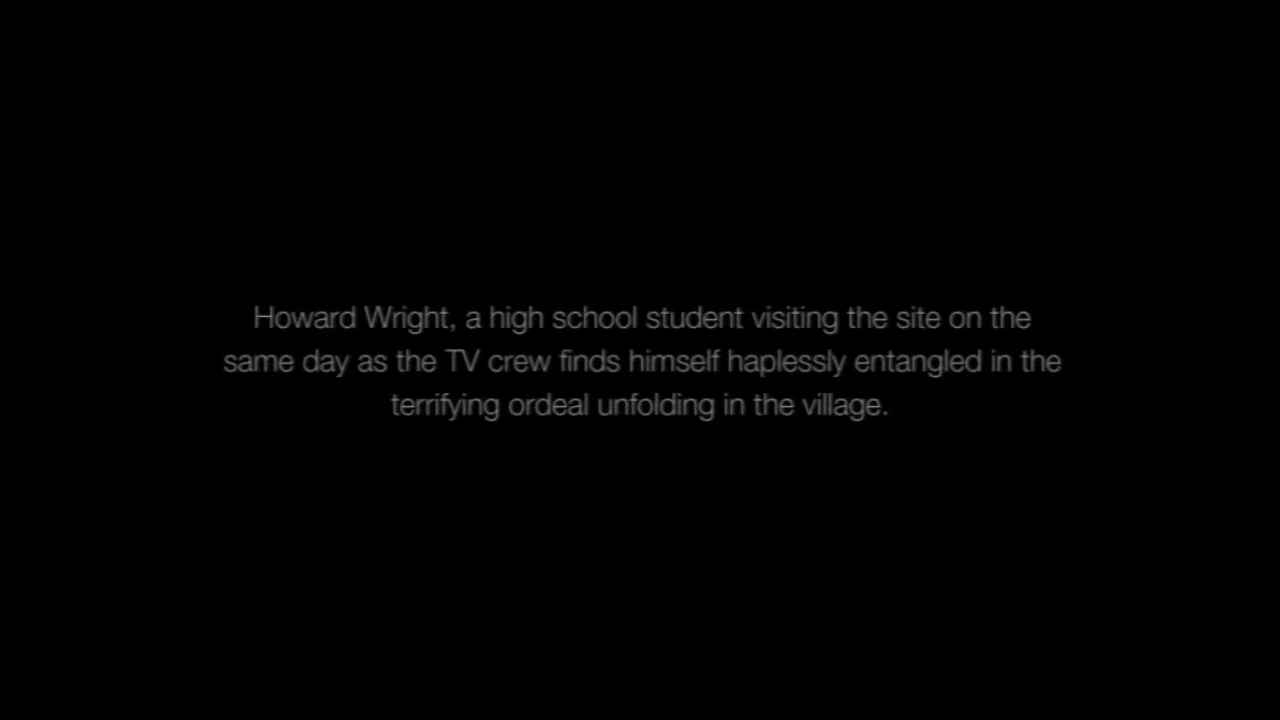 Howard Wright, a high school student visiting the site on the
same day as the TV crew finds himself haplessly entangled in the
terrifying ordeal unfolding in the village.